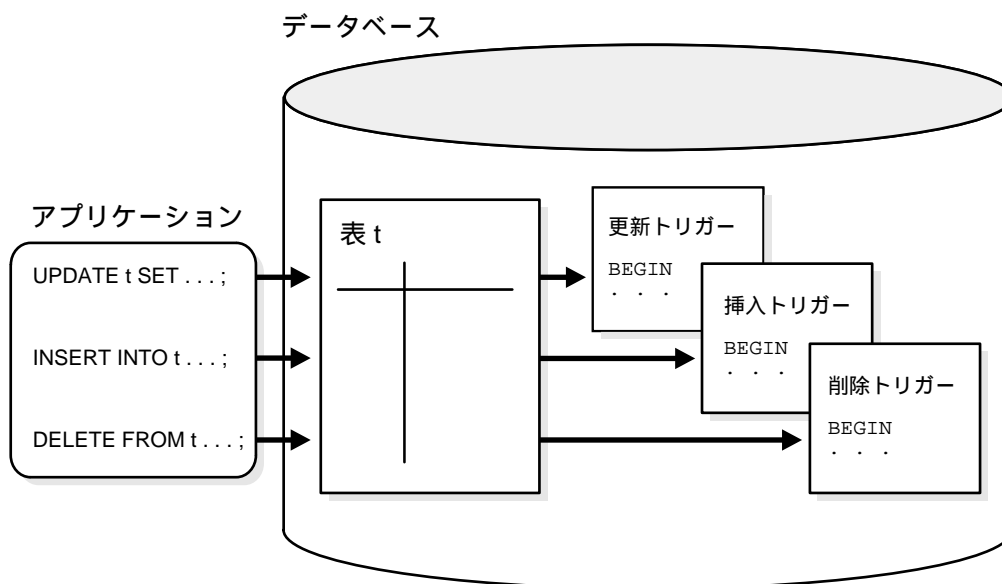 データベース
アプリケーション
UPDATE t SET . . . ;
INSERT INTO t . . . ;
DELETE FROM t . . . ;
表 t
更新トリガー
BEGIN
. . .
挿入トリガー
BEGIN
. . .
削除トリガー
BEGIN
. . .